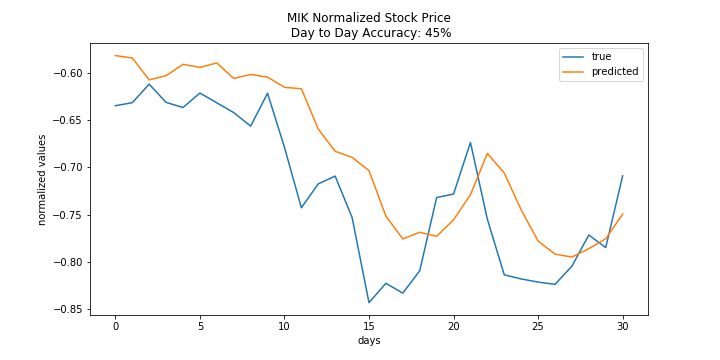 MIK Normalized Stock Price
Day to Day Accuracy: 45%
true
predicted
normalized values
−0.60
−0.65
−0.70
−0.75
−0.80
−0.85
0
5
10
15
20
25
30
days